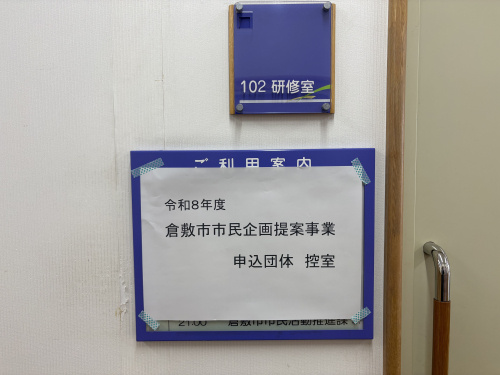 102 研修室
ご利用案内
令和8年度
倉敷市市民企画提案事業
申込団体 控室
21:00 倉敷市市民活動推進課